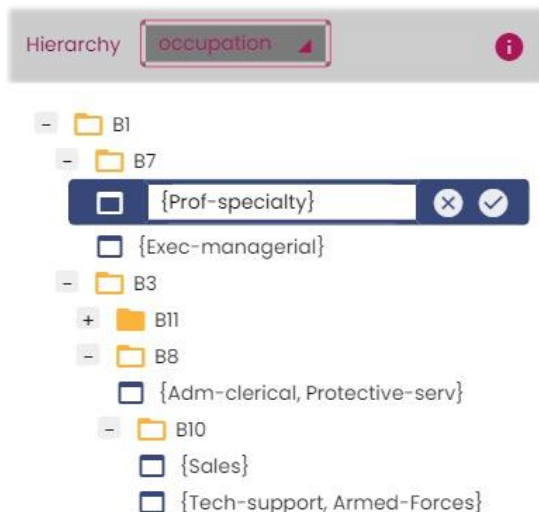 Hierarchy occupation i
- B1
- B7
{Prof-specialty}
{Exec-managerial}
- B3
+ B11
- B8
{Adm-clerical, Protective-serv}
- B10
{Sales}
{Tech-support, Armed-Forces}